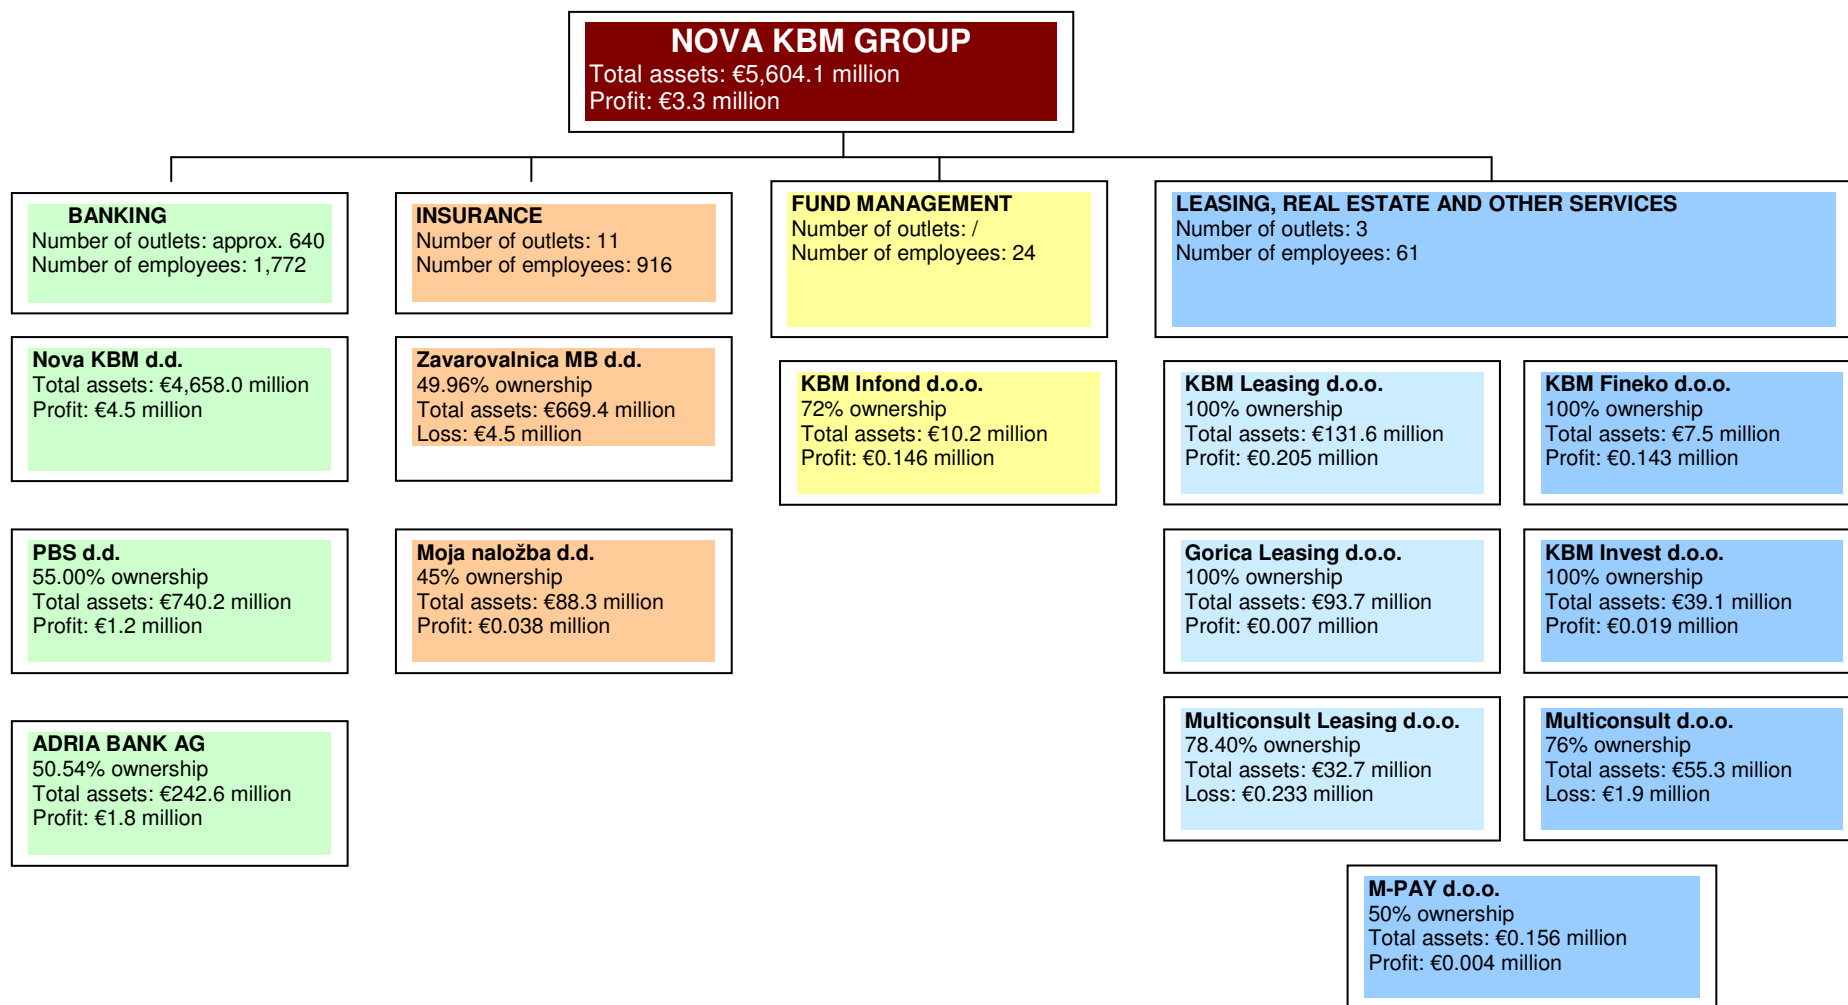 NOVA KBM GROUP
Total assets: €5,604.1 million
Profit: €3.3 million
BANKING
Number of outlets: approx. 640
Number of employees: 1,772
INSURANCE
Number of outlets: 11
Number of employees: 916
FUND MANAGEMENT
Number of outlets: /
Number of employees: 24
LEASING, REAL ESTATE AND OTHER SERVICES
Number of outlets: 3
Number of employees: 61
Nova KBM d.d.
Total assets: €4,658.0 million
Profit: €4.5 million
Zavarovalnica MB d.d.
49.96% ownership
Total assets: €669.4 million
Loss: €4.5 million
KBM Infond d.o.o.
72% ownership
Total assets: €10.2 million
Profit: €0.146 million
KBM Leasing d.o.o.
100% ownership
Total assets: €131.6 million
Profit: €0.205 million
KBM Fineko d.o.o.
100% ownership
Total assets: €7.5 million
Profit: €0.143 million
PBS d.d.
55.00% ownership
Total assets: €740.2 million
Profit: €1.2 million
Moja naložba d.d.
45% ownership
Total assets: €88.3 million
Profit: €0.038 million
Gorica Leasing d.o.o.
100% ownership
Total assets: €93.7 million
Profit: €0.007 million
KBM Invest d.o.o.
100% ownership
Total assets: €39.1 million
Profit: €0.019 million
ADRIA BANK AG
50.54% ownership
Total assets: €242.6 million
Profit: €1.8 million
Multiconsult Leasing d.o.o.
78.40% ownership
Total assets: €32.7 million
Loss: €0.233 million
Multiconsult d.o.o.
76% ownership
Total assets: €55.3 million
Loss: €1.9 million
M-PAY d.o.o.
50% ownership
Total assets: €0.156 million
Profit: €0.004 million